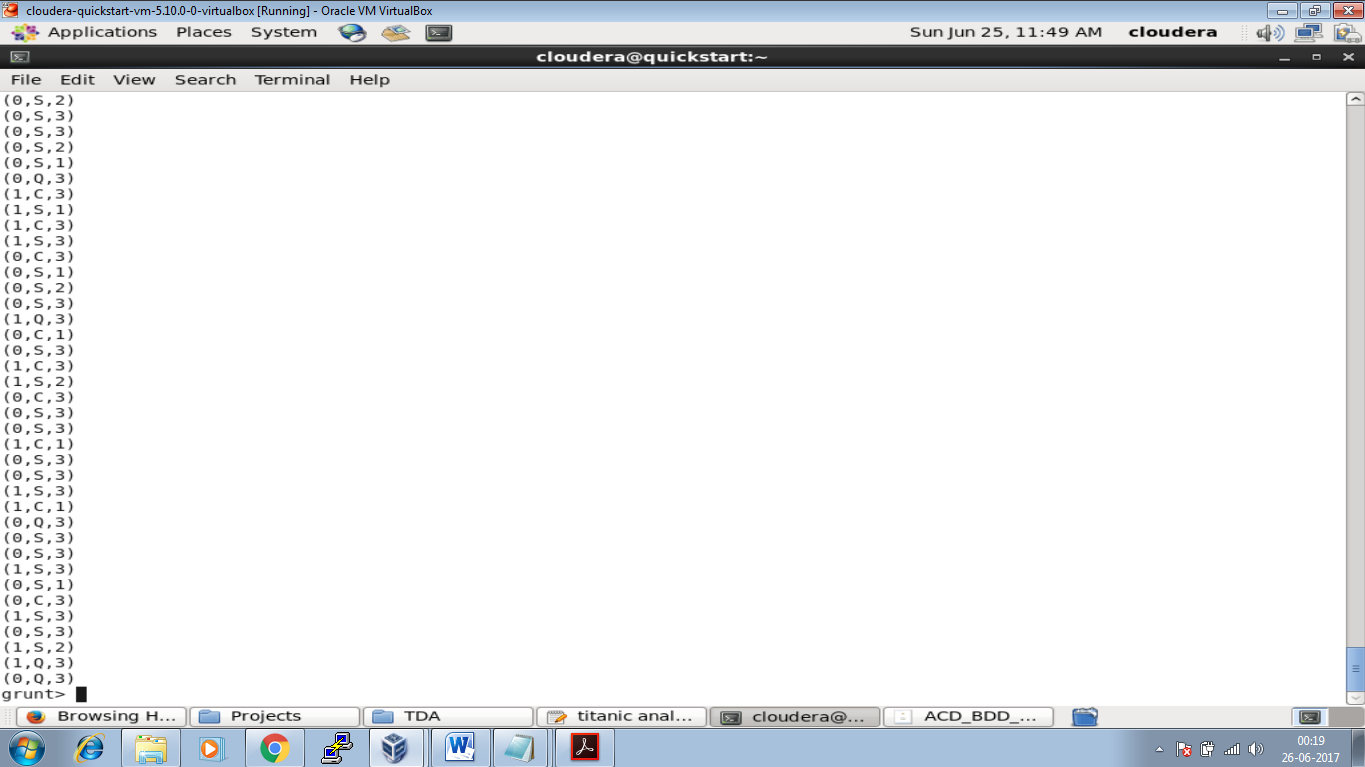 cloudera-quickstart-vm-5.10.0-0-virtualbox [Running] - Oracle VM VirtualBox
Applications Places System Sun Jun 25, 11:49 AM cloudera
cloudera@quickstart:~
File Edit View Search Terminal Help
(0,S,2)
(0,S,3)
(0,S,3)
(0,S,2)
(0,S,1)
(0,Q,3)
(1,C,3)
(1,S,1)
(1,C,3)
(1,S,3)
(0,C,3)
(0,S,1)
(0,S,2)
(0,S,3)
(1,Q,3)
(0,C,1)
(0,S,3)
(1,C,3)
(1,S,2)
(0,C,3)
(0,S,3)
(0,S,3)
(1,C,1)
(0,S,3)
(0,S,3)
(1,S,3)
(1,C,1)
(0,Q,3)
(0,S,3)
(0,S,3)
(1,S,3)
(0,S,1)
(0,C,3)
(1,S,3)
(0,S,3)
(1,S,2)
(1,Q,3)
(0,Q,3)
grunt>
Browsing H... Projects TDA titanic anal... cloudera@... ACD_BDD_...
00:19
26-06-2017